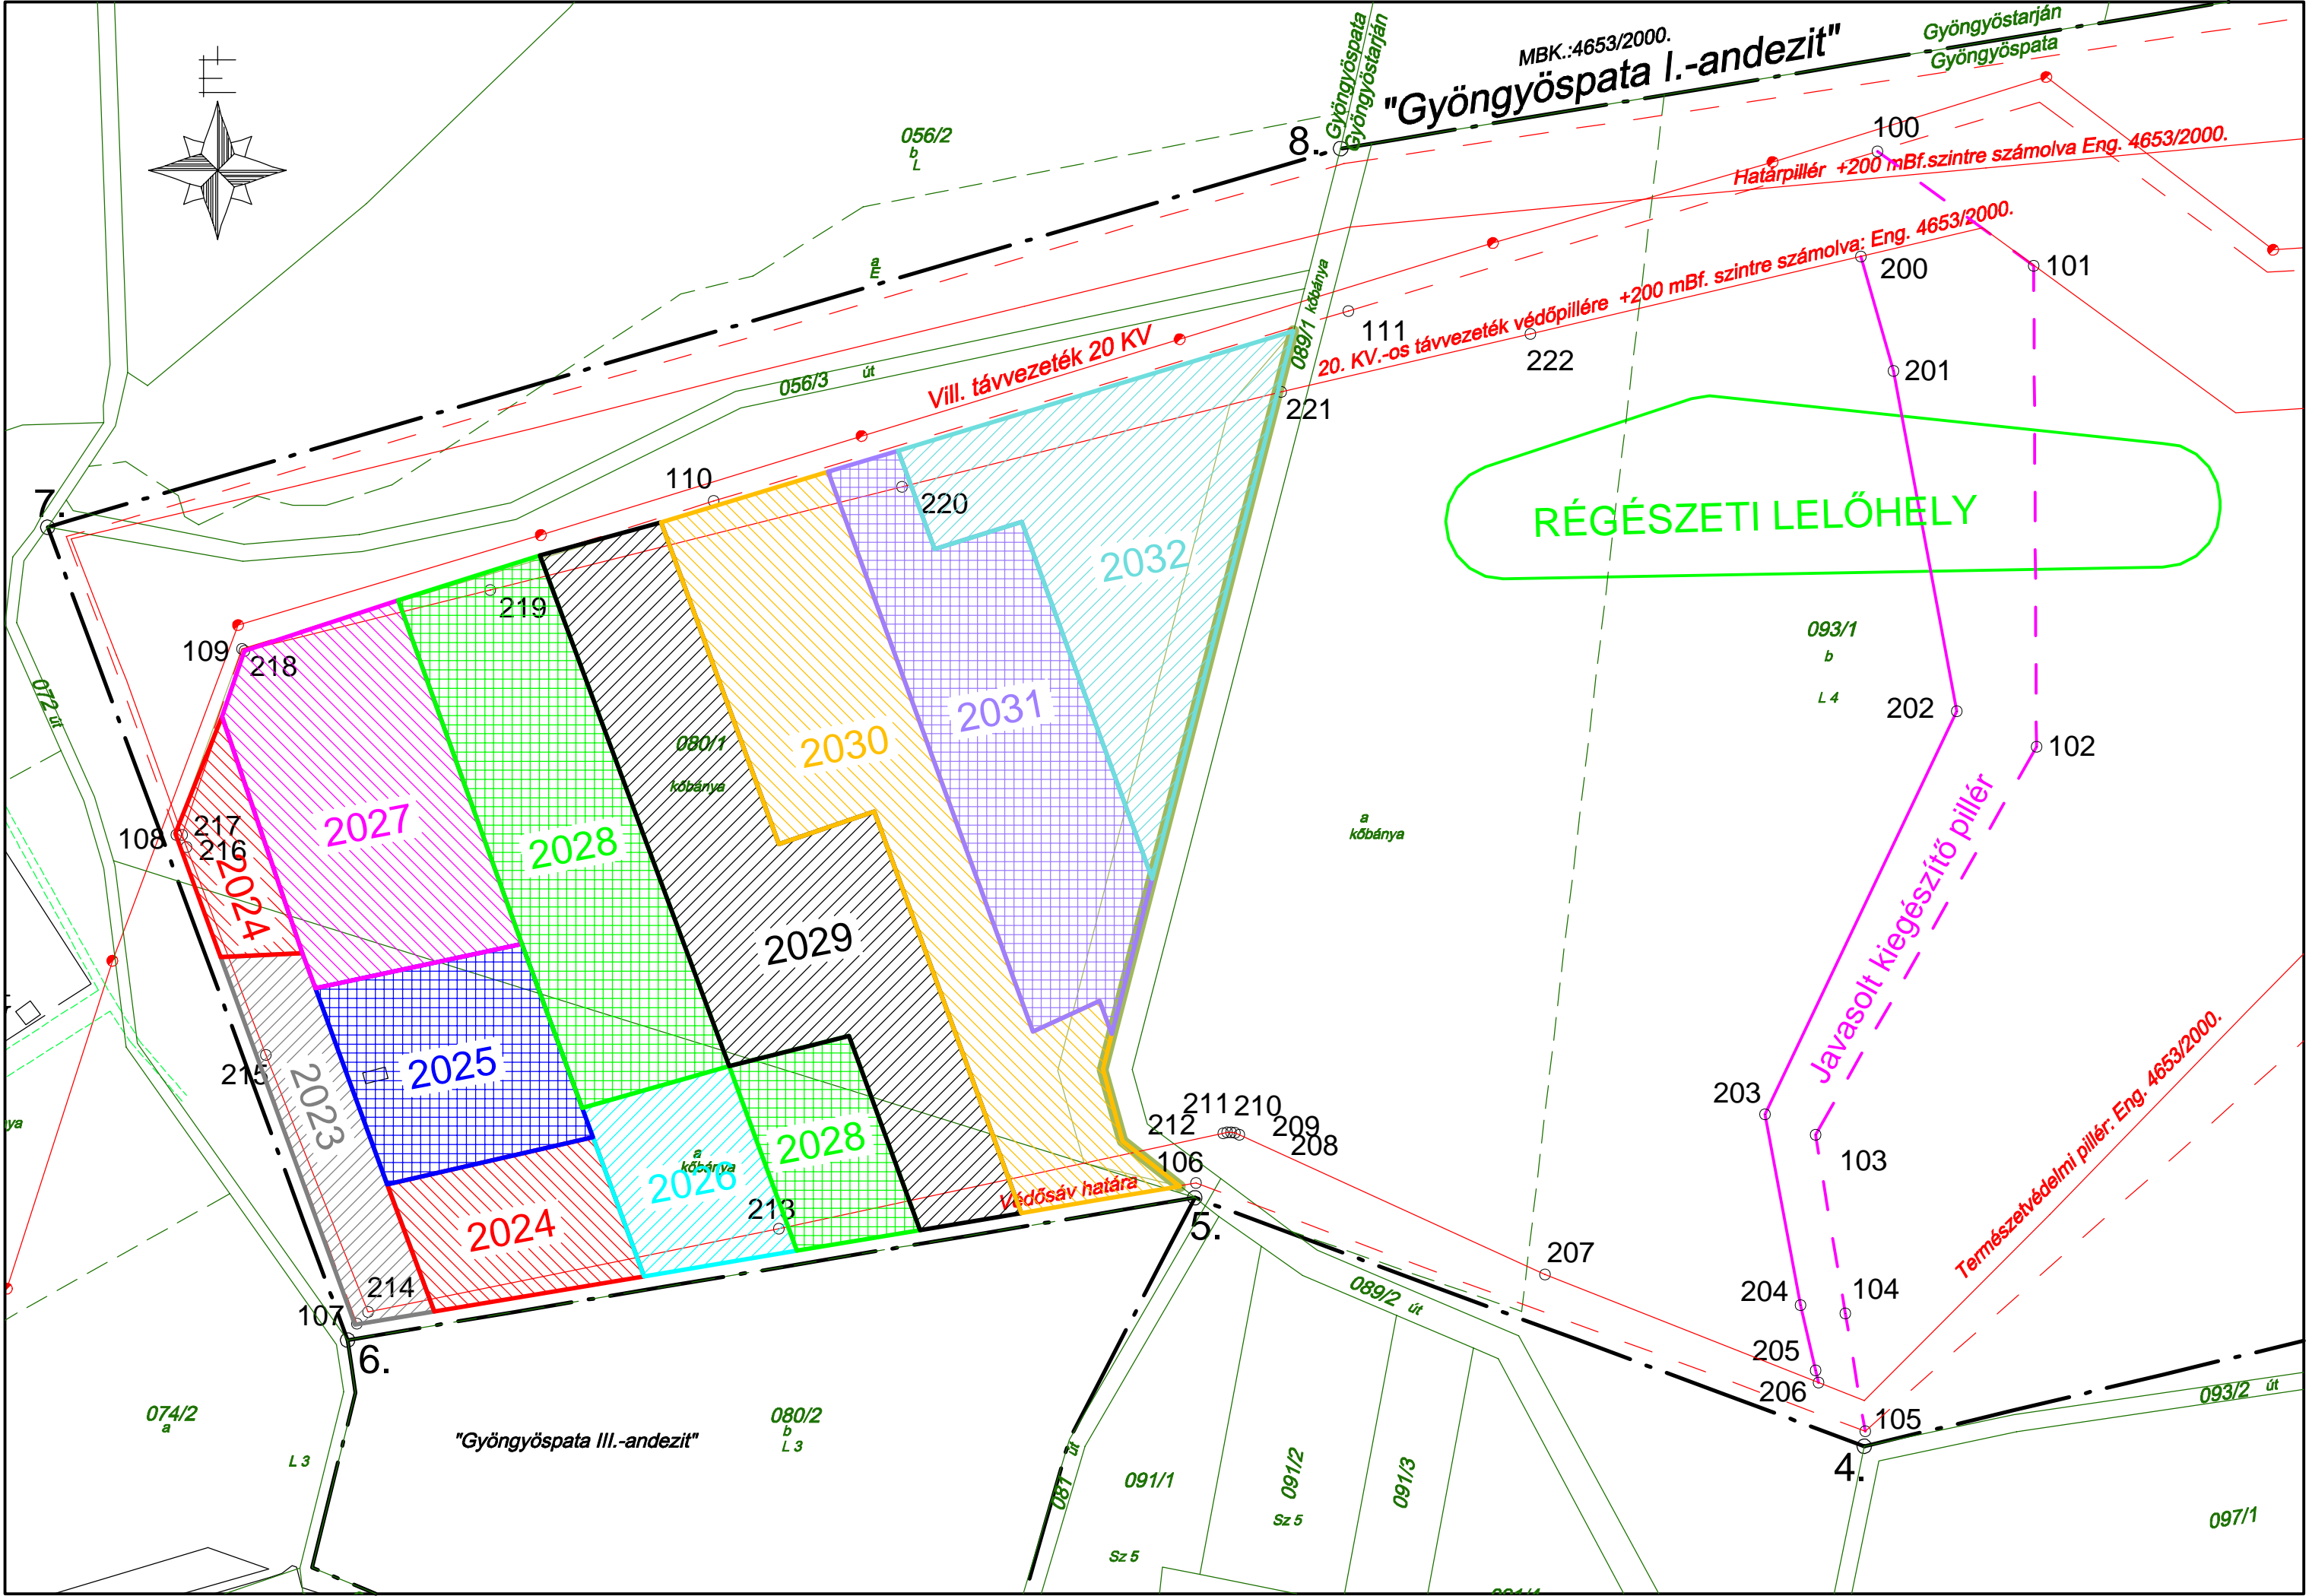 É
MBK.:4653/2000.
"Gyöngyöspata I.-andezit"
Gyöngyöstarján
Gyöngyöspata
Gyöngyöspata
Gyöngyöstarján
8.
056/2
b
L
100
Határpillér +200 mBf.szintre számolva Eng. 4653/2000.
a
E
20. KV.-os távvezeték védőpillére +200 mBf. szintre számolva: Eng. 4653/2000.
200
101
089/1 kőbánya
111
222
201
221
Vill. távvezeték 20 KV
056/3 út
7.
110
220
RÉGÉSZETI LELŐHELY
2032
219
109
218
093/1
b
L 4
072 út
2031
202
102
080/1
kőbánya
2030
2027
2028
108
217
216
2024
a
kőbánya
Javasolt kiegészítő pillér
2029
2025
215
2023
203
103
212
211
210
209
208
2028
a
kőbánya
2026
106
Védősáv határa
213
2024
5.
207
Természetvédelmi pillér: Eng. 4653/2000.
204
104
214
107
6.
089/2 út
205
206
105
4.
093/2 út
074/2
a
L 3
"Gyöngyöspata III.-andezit"
080/2
b
L 3
081 út
091/1
Sz 5
091/2
Sz 5
091/3
097/1